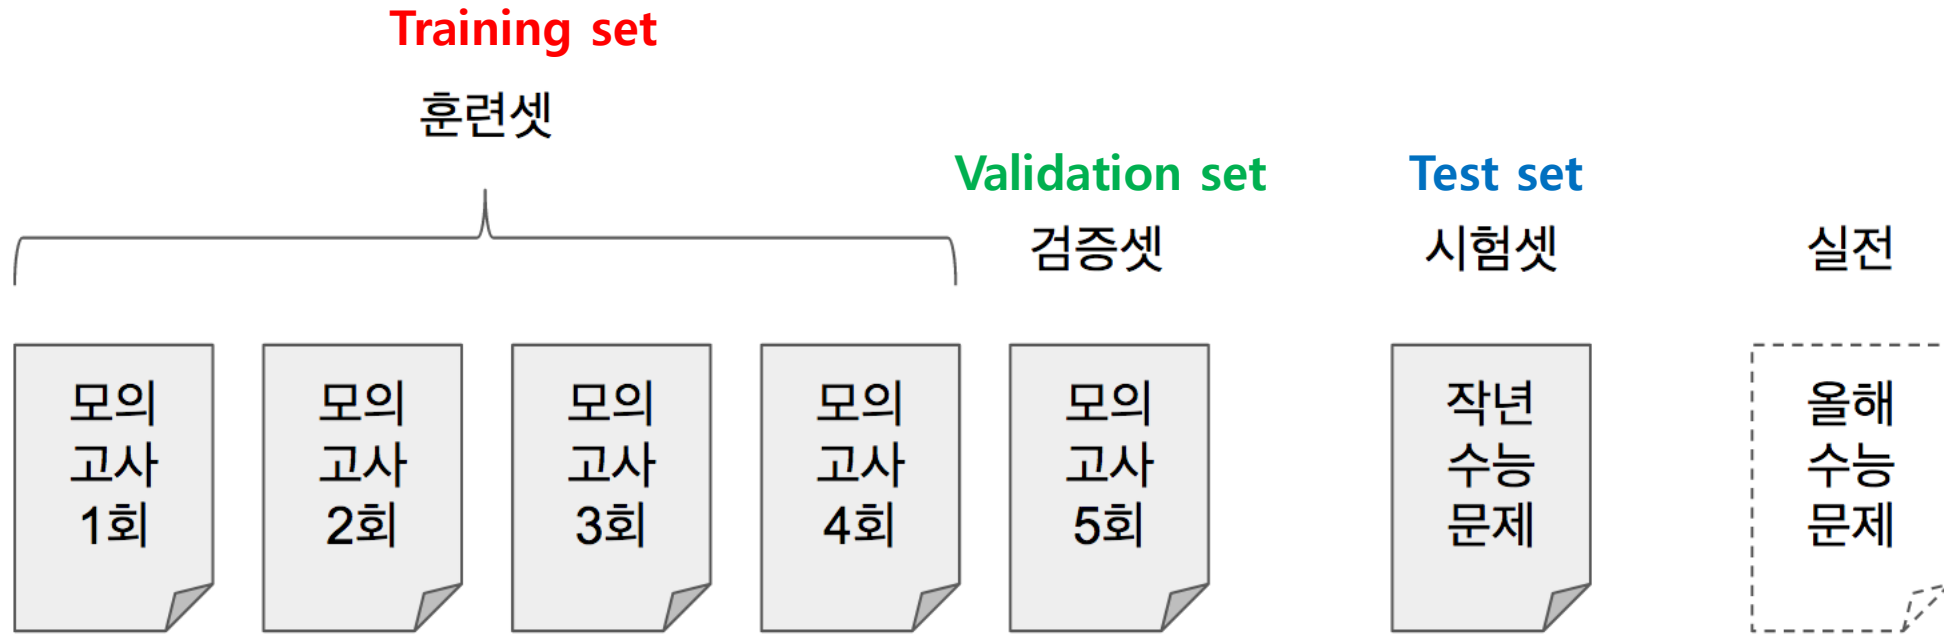 Training set
훈련셋
Validation set
검증셋
Test set
시험셋
실전
모의
고사
1회
모의
고사
2회
모의
고사
3회
모의
고사
4회
모의
고사
5회
작년
수능
문제
올해
수능
문제